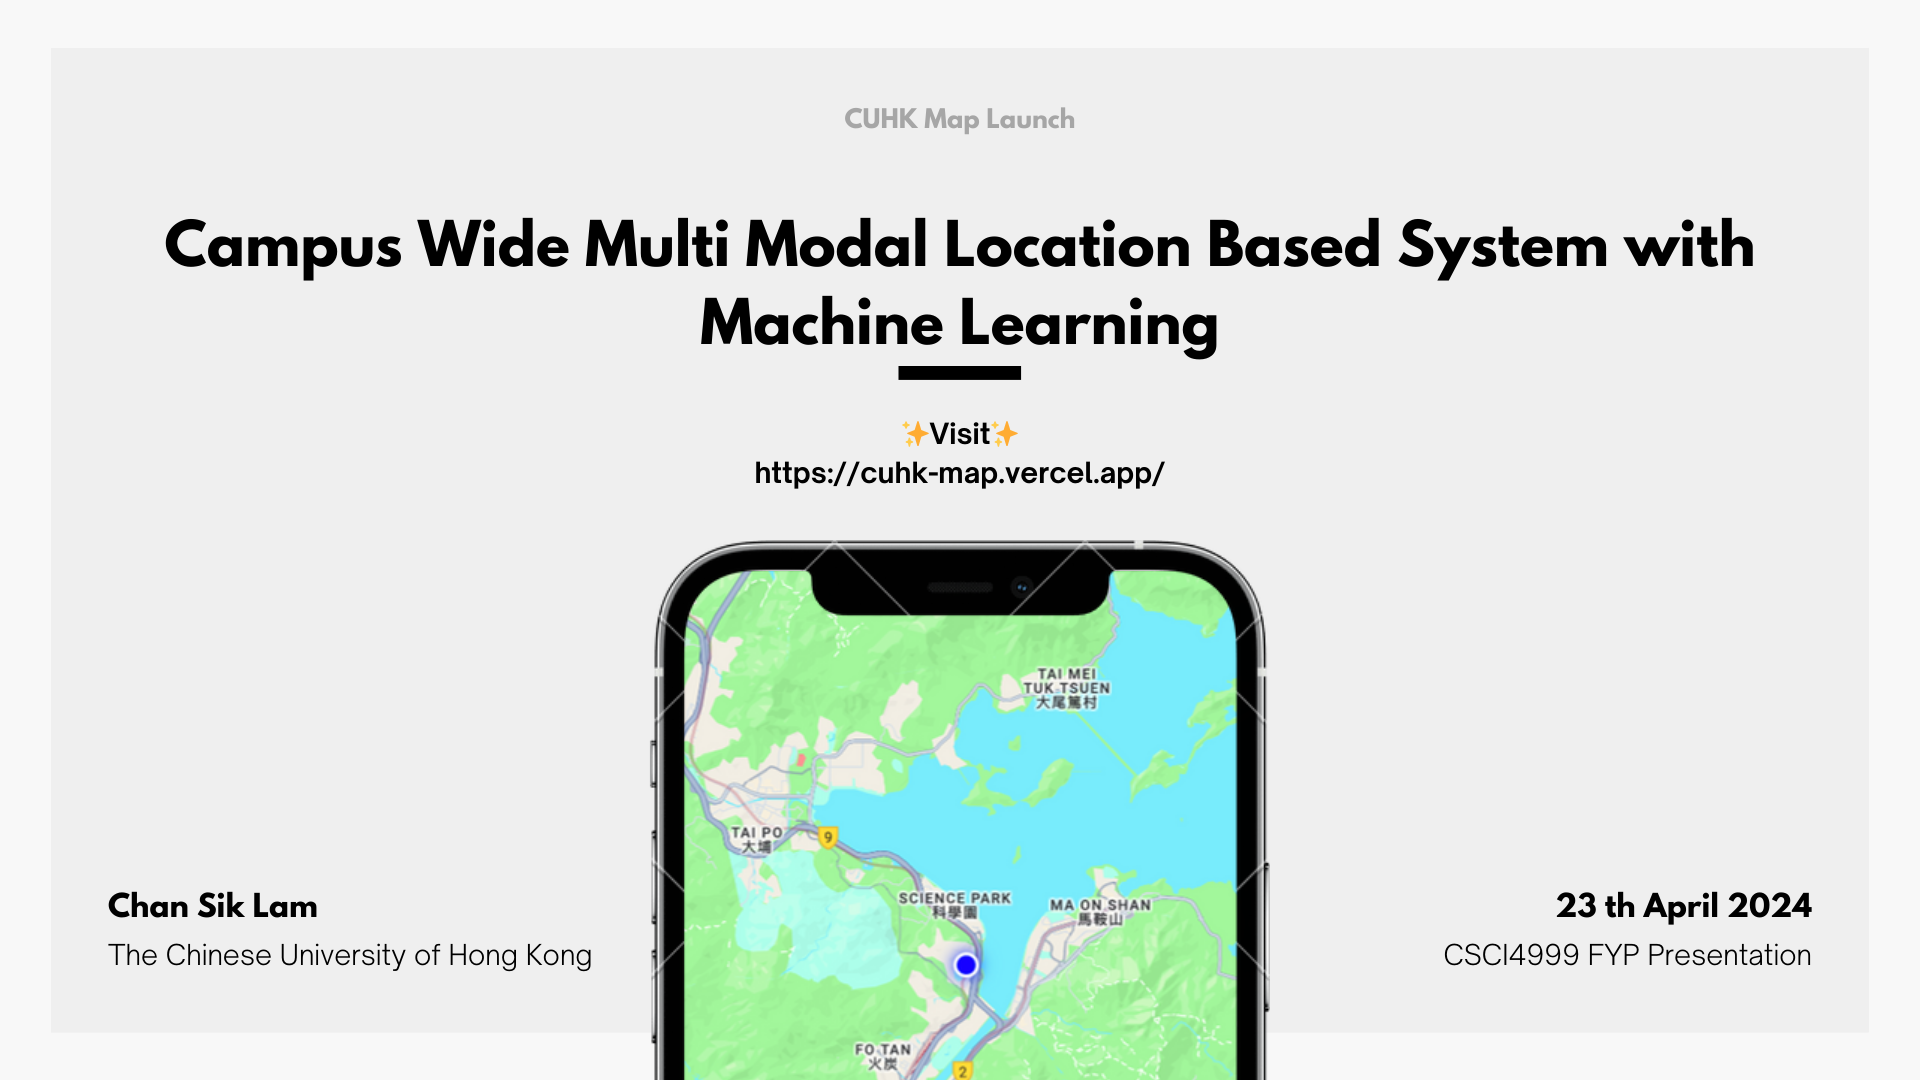 CUHK Map Launch
Campus Wide Multi Modal Location Based System with
Machine Learning
✨Visit✨
https://cuhk-map.vercel.app/
TAI MEI
TUK TSUEN
大尾篤村
TAI PO
大埔
9
SCIENCE PARK
科學園
MA ON SHAN
馬鞍山
FO TAN
火炭
2
Chan Sik Lam
The Chinese University of Hong Kong
23 th April 2024
CSCI4999 FYP Presentation